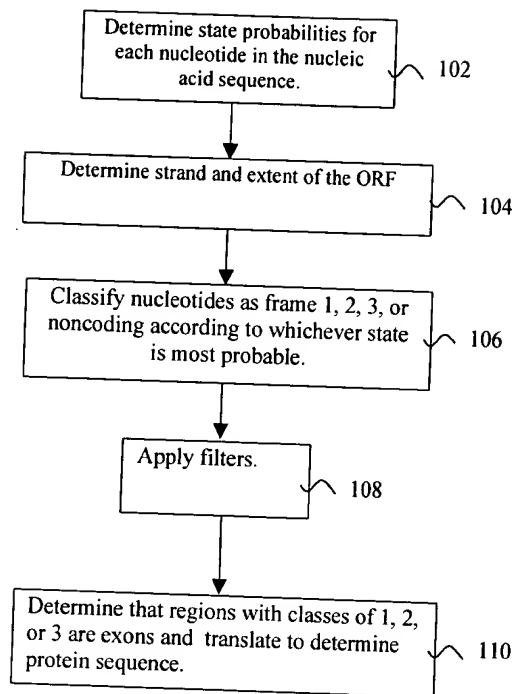 Determine state probabilities for
each nucleotide in the nucleic
acid sequence.
102
Determine strand and extent of the ORF
104
Classify nucleotides as frame 1, 2, 3, or
noncoding according to whichever state
is most probable.
106
Apply filters.
108
Determine that regions with classes of 1, 2,
or 3 are exons and translate to determine
protein sequence.
110